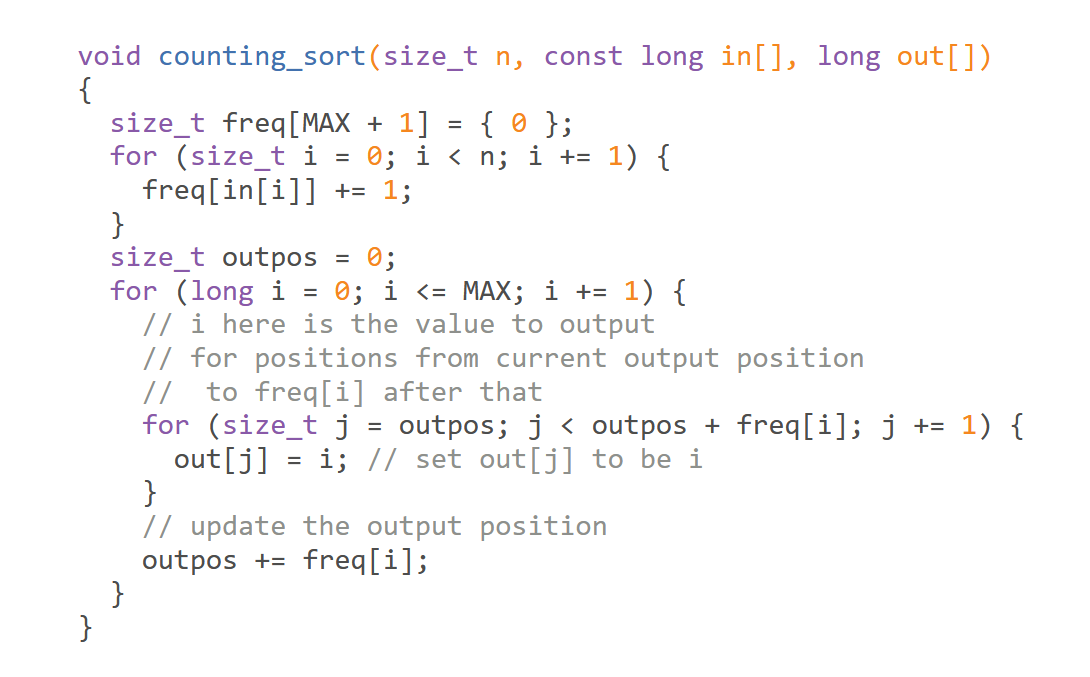 void counting_sort(size_t n, const long in[], long out[])
{
  size_t freq[MAX + 1] = { 0 };
  for (size_t i = 0; i < n; i += 1) {
    freq[in[i]] += 1;
  }
  size_t outpos = 0;
  for (long i = 0; i <= MAX; i += 1) {
    // i here is the value to output
    // for positions from current output position
    //  to freq[i] after that
    for (size_t j = outpos; j < outpos + freq[i]; j += 1) {
      out[j] = i; // set out[j] to be i
    }
    // update the output position
    outpos += freq[i];
  }
}